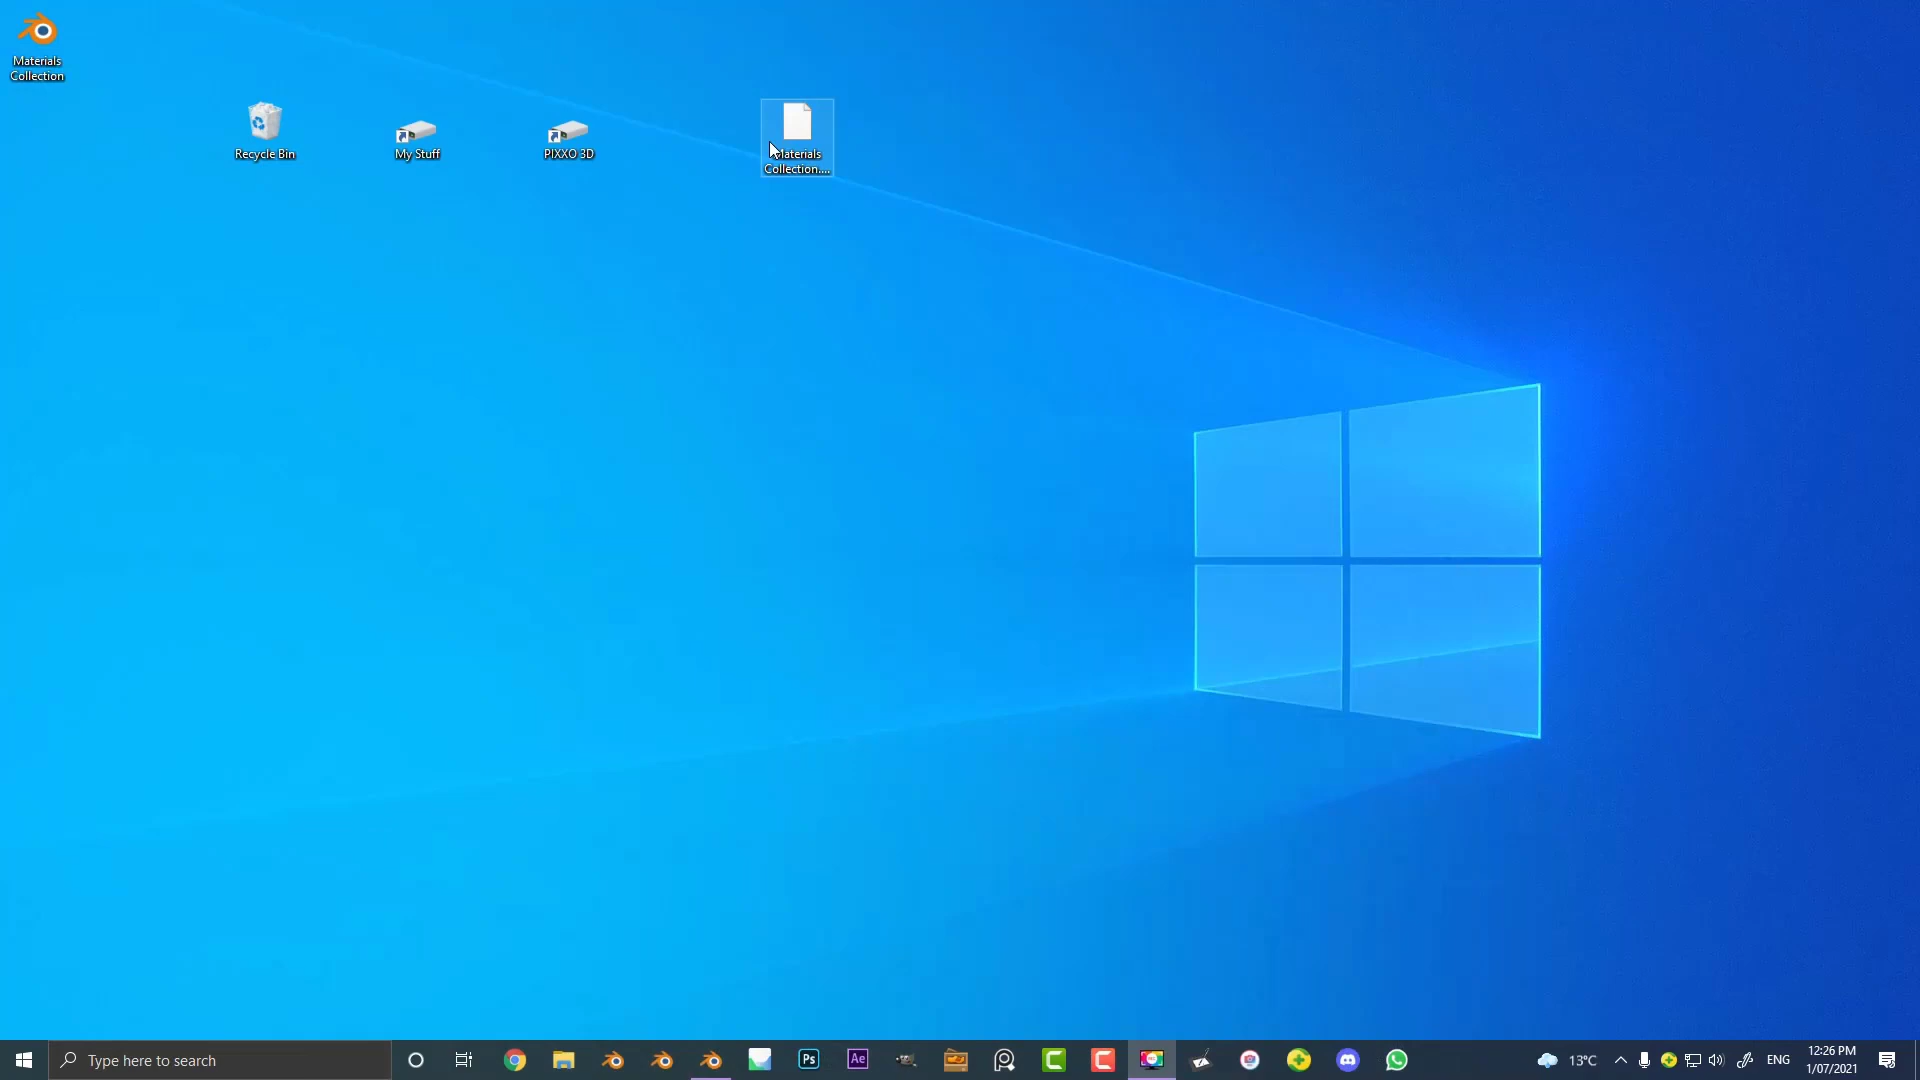 Materials
Collection
Recycle Bin
My Stuff
PIXXO 3D
Materials
Collection....
Type here to search
Ps
Ae
13°C
ENG
12:26 PM
1/07/2021